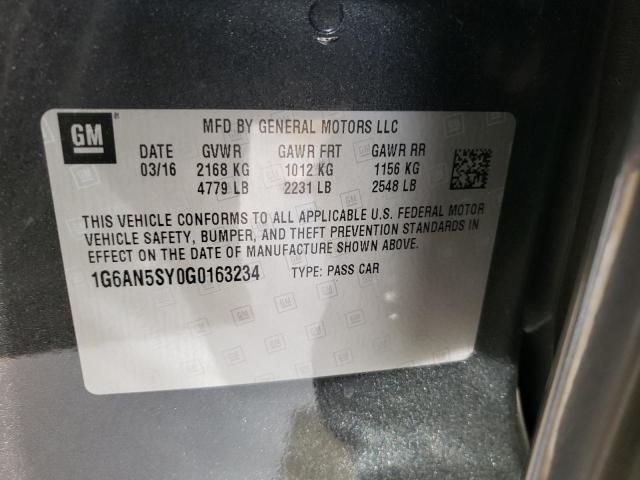 GM
MFD BY GENERAL MOTORS LLC
DATE GVWR GAWR FRT GAWR RR
03/16 2168 KG 1012 KG 1156 KG
4779 LB 2231 LB 2548 LB
THIS VEHICLE CONFORMS TO ALL APPLICABLE U.S. FEDERAL MOTOR
VEHICLE SAFETY, BUMPER, AND THEFT PREVENTION STANDARDS IN
EFFECT ON THE DATE OF MANUFACTURE SHOWN ABOVE.
1G6AN5SY0G0163234 TYPE: PASS CAR